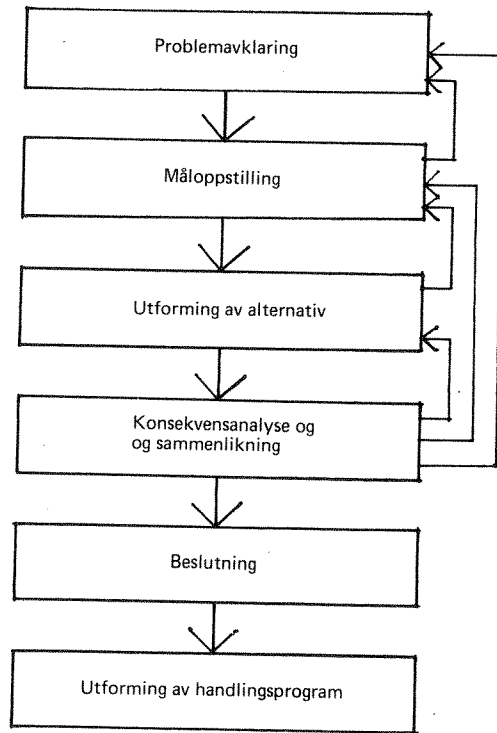 Problemavklaring
Måloppstilling
Utforming av alternativ
Konsekvensanalyse og
og sammenlikning
Beslutning
Utforming av handlingsprogram